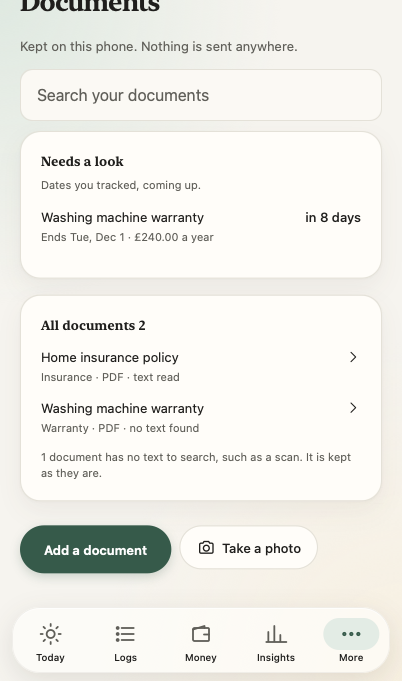 Documents
Kept on this phone. Nothing is sent anywhere.
Search your documents
Needs a look
Dates you tracked, coming up.
Washing machine warranty
in 8 days
Ends Tue, Dec 1 · £240.00 a year
All documents 2
Home insurance policy
Insurance · PDF · text read
Washing machine warranty
Warranty · PDF · no text found
1 document has no text to search, such as a scan. It is kept
as they are.
Add a document
Take a photo
Today
Logs
Money
Insights
More